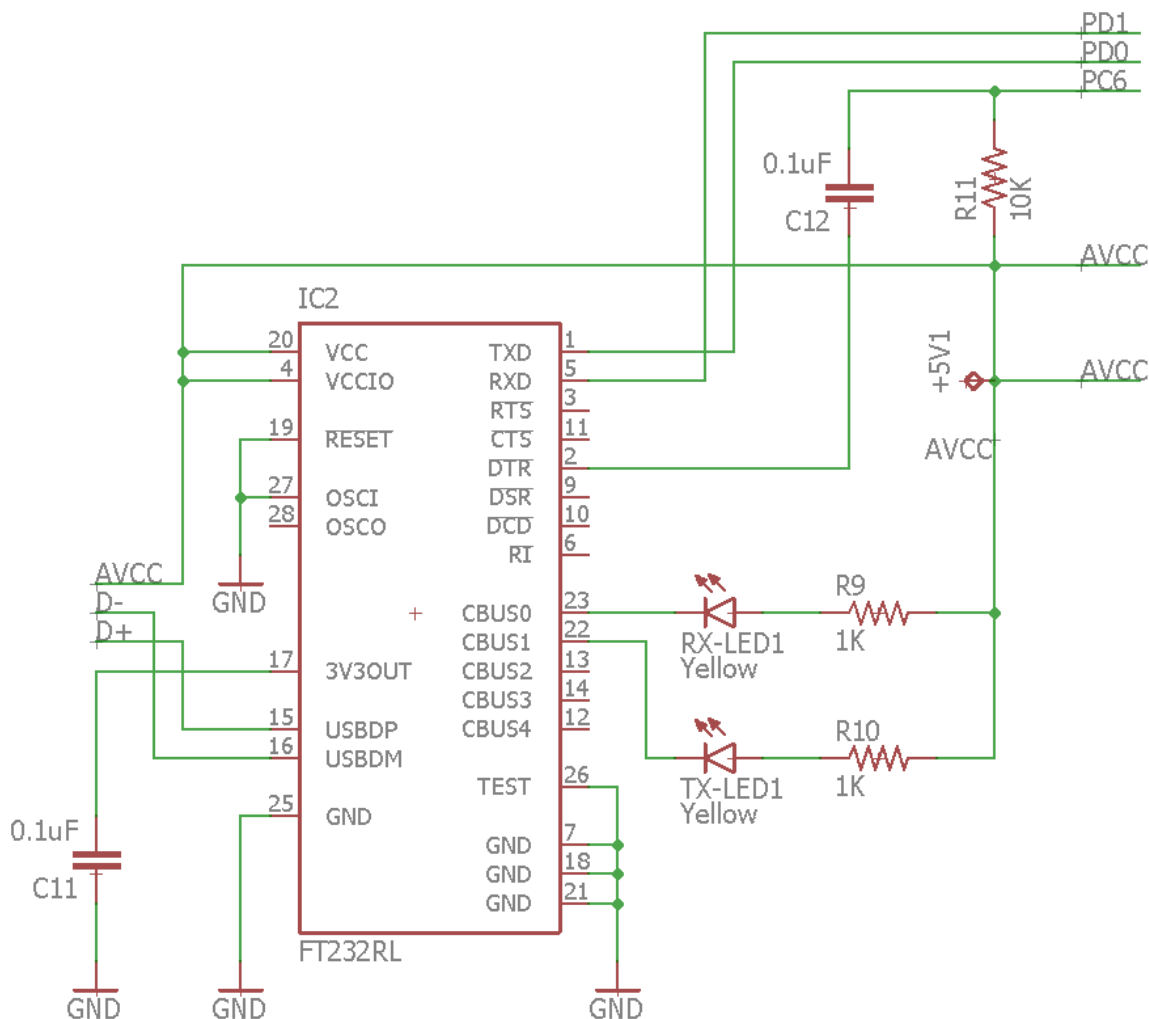 PD1
PD0
PC6
0.1uF
C12
R11
10K
AVCC
IC2
+5V1
AVCC
AVCC
20 VCC TXD 1
4 VCCIO RXD 5
RTS 3
19 RESET CTS 11
DTR 2
27 OSCI DSR 9
28 OSCO DCD 10
RI 6
AVCC
D-
D+
GND
CBUS0 23
CBUS1 22
17 3V3OUT CBUS2 13
CBUS3 14
15 USBDP CBUS4 12
16 USBDM
TEST 26
25 GND
GND 7
GND 18
GND 21
RX-LED1
Yellow
R9
1K
TX-LED1
Yellow
R10
1K
0.1uF
C11
FT232RL
GND
GND
GND